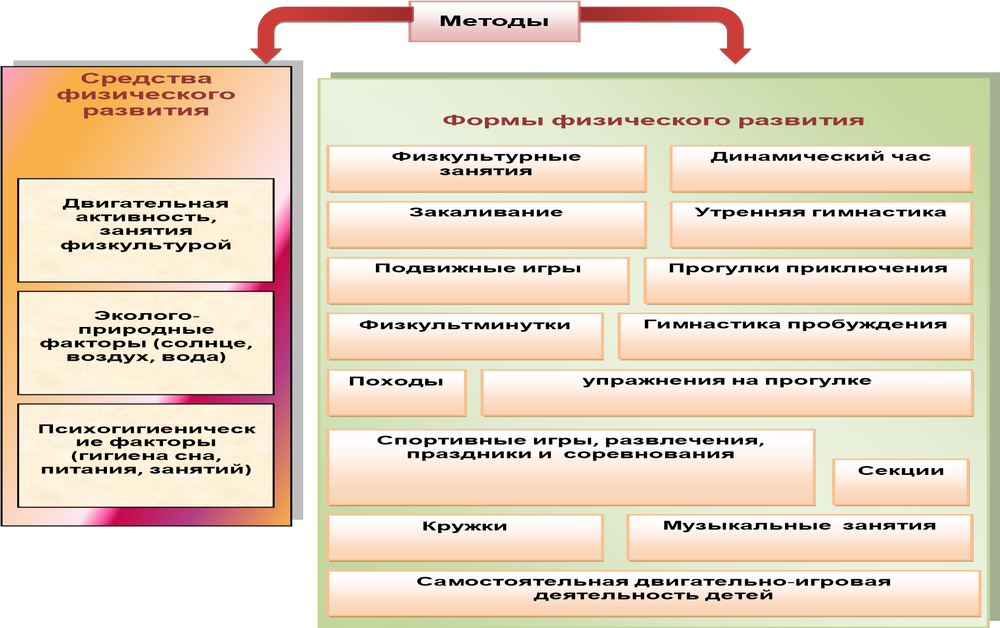 Методы
Средства
физического
развития
Двигательная
активность,
занятия
физкультурой
Эколого-
природные
факторы (солнце,
воздух, вода)
Психогигиеническ
ие факторы
(гигиена сна,
питания, занятий)
Формы физического развития
Физкультурные
занятия
Динамический час
Закаливание
Утренняя гимнастика
Подвижные игры
Прогулки приключения
Физкультминутки
Гимнастика пробуждения
Походы
упражнения на прогулке
Спортивные игры, развлечения,
праздники и  соревнования
Секции
Кружки
Музыкальные  занятия
Самостоятельная двигательно-игровая
деятельность детей